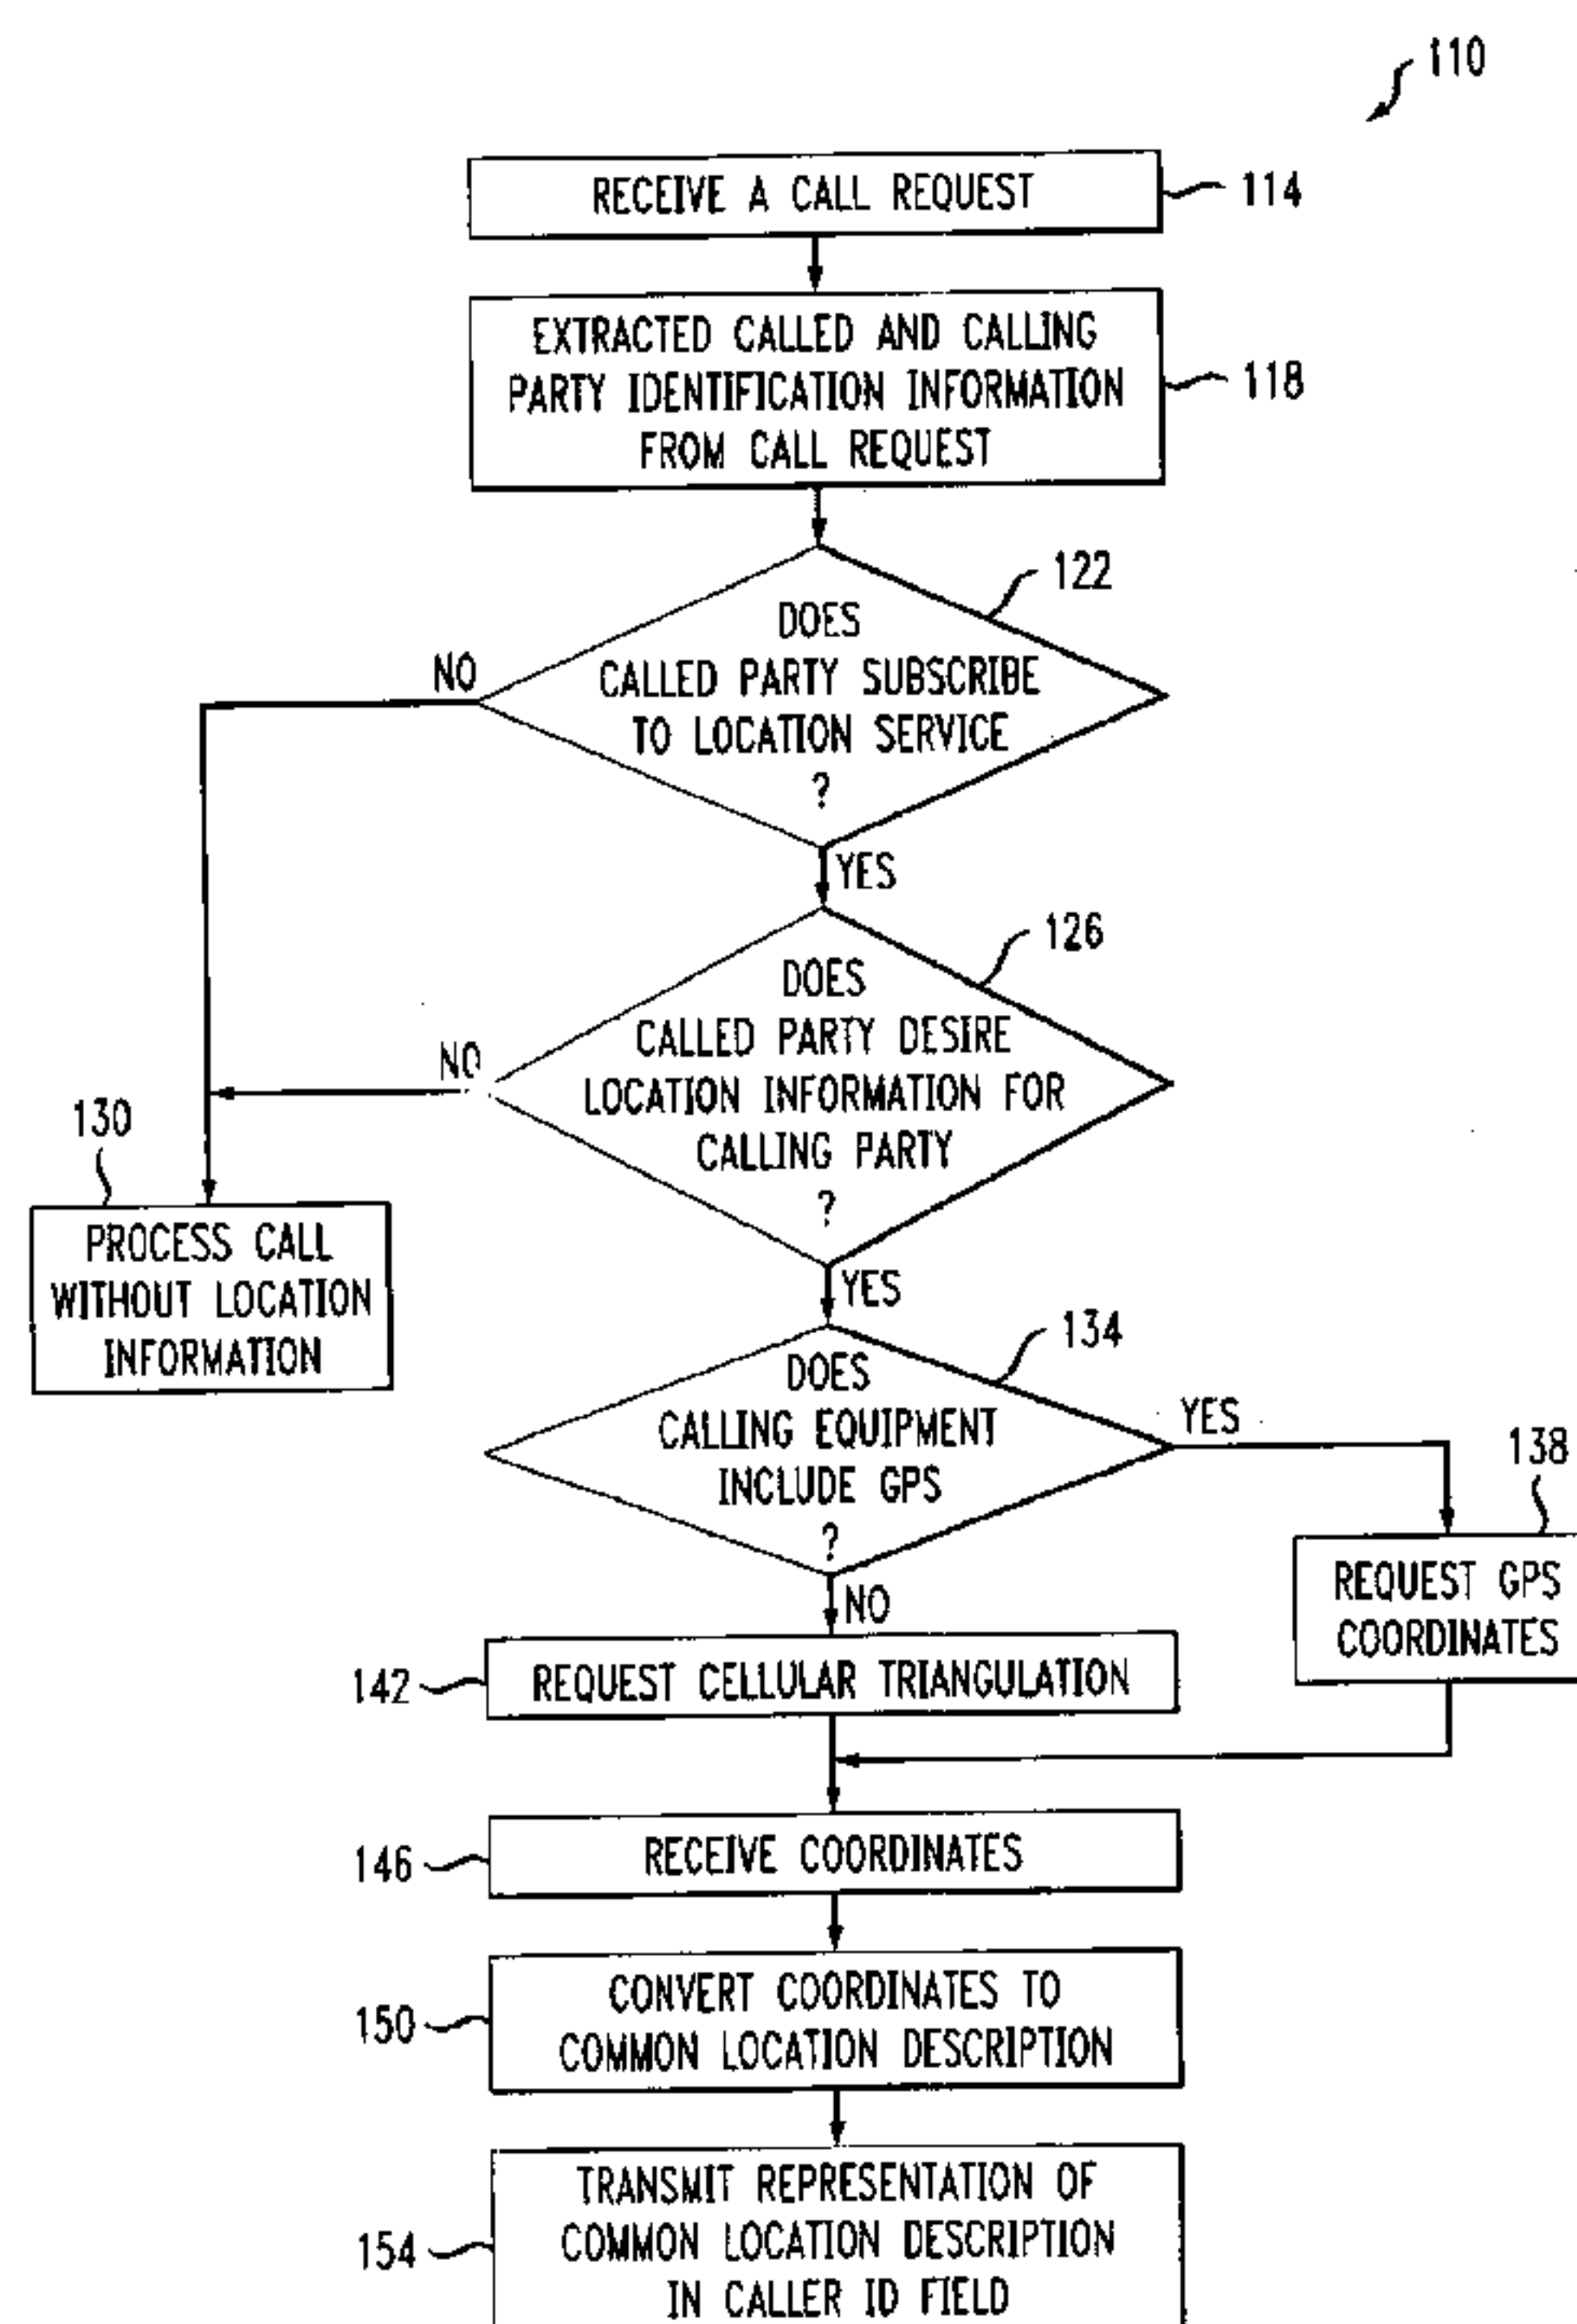 110
RECEIVE A CALL REQUEST
114
EXTRACTED CALLED AND CALLING
PARTY IDENTIFICATION INFORMATION
FROM CALL REQUEST
118
122
DOES
CALLED PARTY SUBSCRIBE
TO LOCATION SERVICE
?
NO
YES
126
DOES
CALLED PARTY DESIRE
LOCATION INFORMATION FOR
CALLING PARTY
?
NO
130
PROCESS CALL
WITHOUT LOCATION
INFORMATION
YES
134
DOES
CALLING EQUIPMENT
INCLUDE GPS
?
YES
138
REQUEST GPS
COORDINATES
NO
142
REQUEST CELLULAR TRIANGULATION
146
RECEIVE COORDINATES
150
CONVERT COORDINATES TO
COMMON LOCATION DESCRIPTION
154
TRANSMIT REPRESENTATION OF
COMMON LOCATION DESCRIPTION
IN CALLER ID FIELD